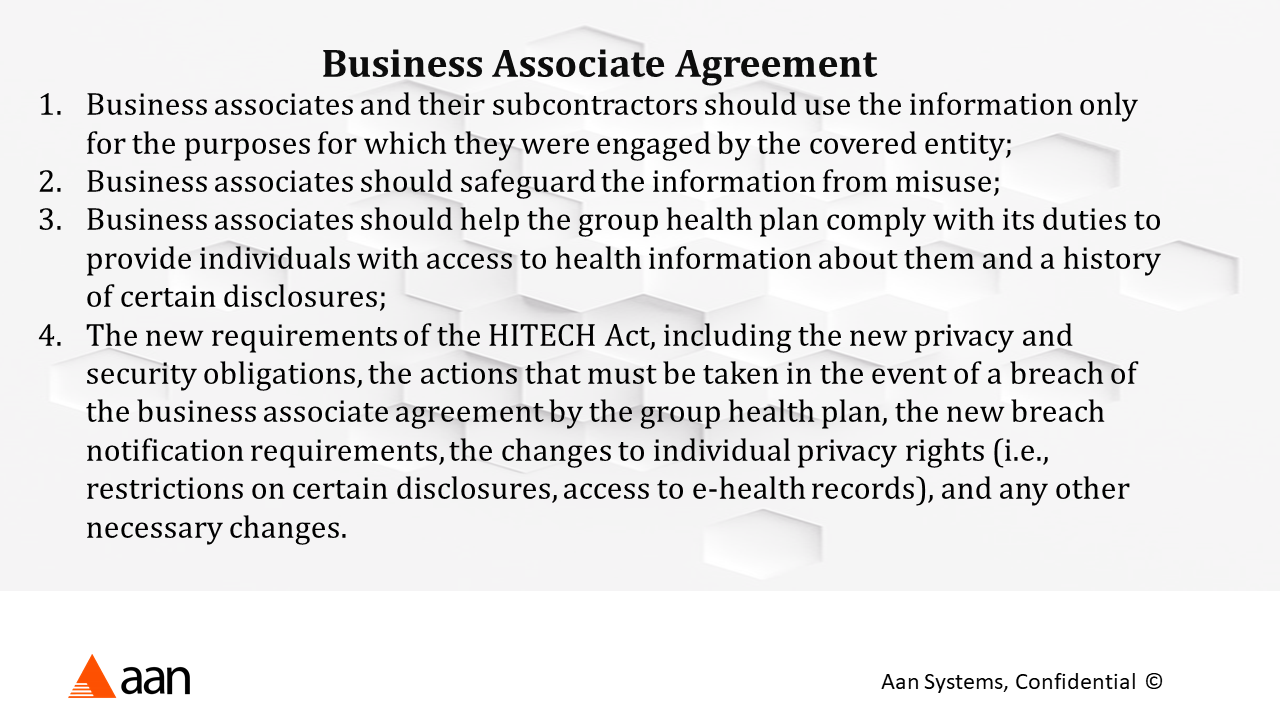 Business Associate Agreement
1. Business associates and their subcontractors should use the information only
for the purposes for which they were engaged by the covered entity;
2. Business associates should safeguard the information from misuse;
3. Business associates should help the group health plan comply with its duties to
provide individuals with access to health information about them and a history
of certain disclosures;
4. The new requirements of the HITECH Act, including the new privacy and
security obligations, the actions that must be taken in the event of a breach of
the business associate agreement by the group health plan, the new breach
notification requirements, the changes to individual privacy rights (i.e.,
restrictions on certain disclosures, access to e-health records), and any other
necessary changes.
aan
Aan Systems, Confidential ©